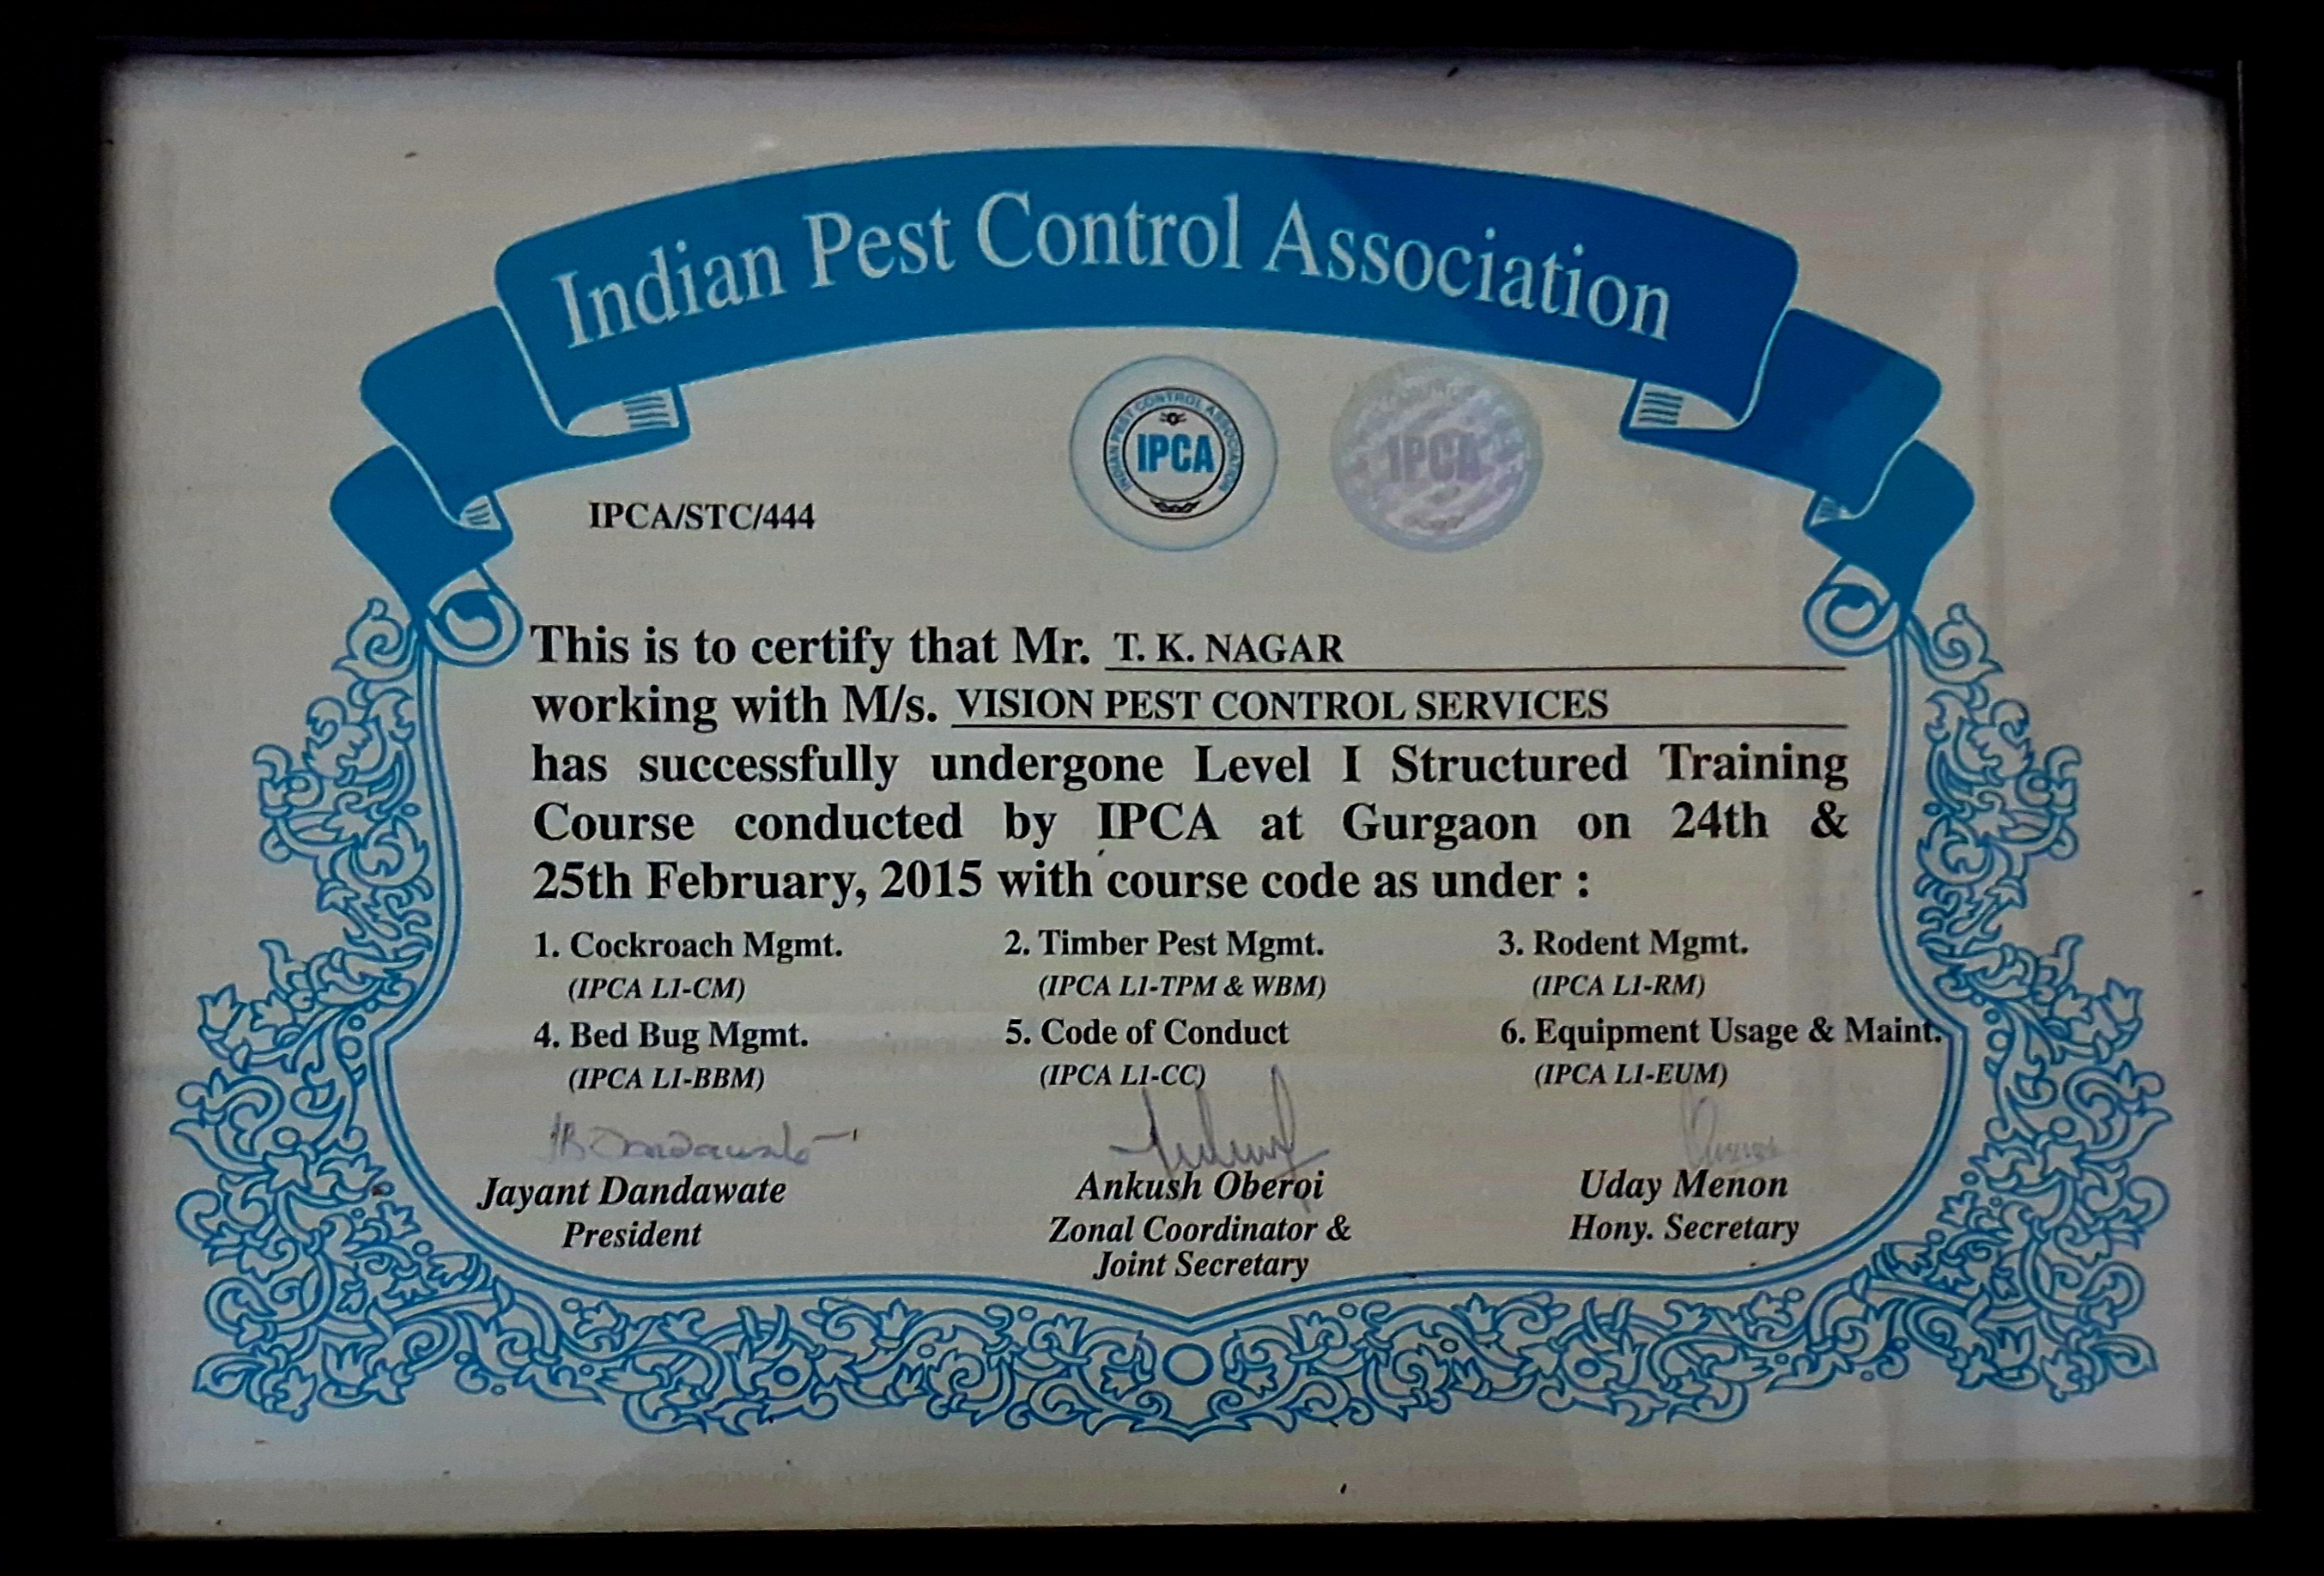 Indian Pest Control Association
INDIAN PEST CONTROL ASSOCIATION
IPCA
IPCA
IPCA/STC/444
This is to certify that Mr. T. K. NAGAR
working with M/s. VISION PEST CONTROL SERVICES
has successfully undergone Level I Structured Training
Course conducted by IPCA at Gurgaon on 24th &
25th February, 2015 with course code as under :
1. Cockroach Mgmt. 2. Timber Pest Mgmt. 3. Rodent Mgmt.
(IPCA L1-CM) (IPCA L1-TPM & WBM) (IPCA L1-RM)
4. Bed Bug Mgmt. 5. Code of Conduct 6. Equipment Usage & Maint.
(IPCA L1-BBM) (IPCA L1-CC) (IPCA L1-EUM)
Jayant Dandawate Ankush Oberoi Uday Menon
President Zonal Coordinator & Hony. Secretary
Joint Secretary